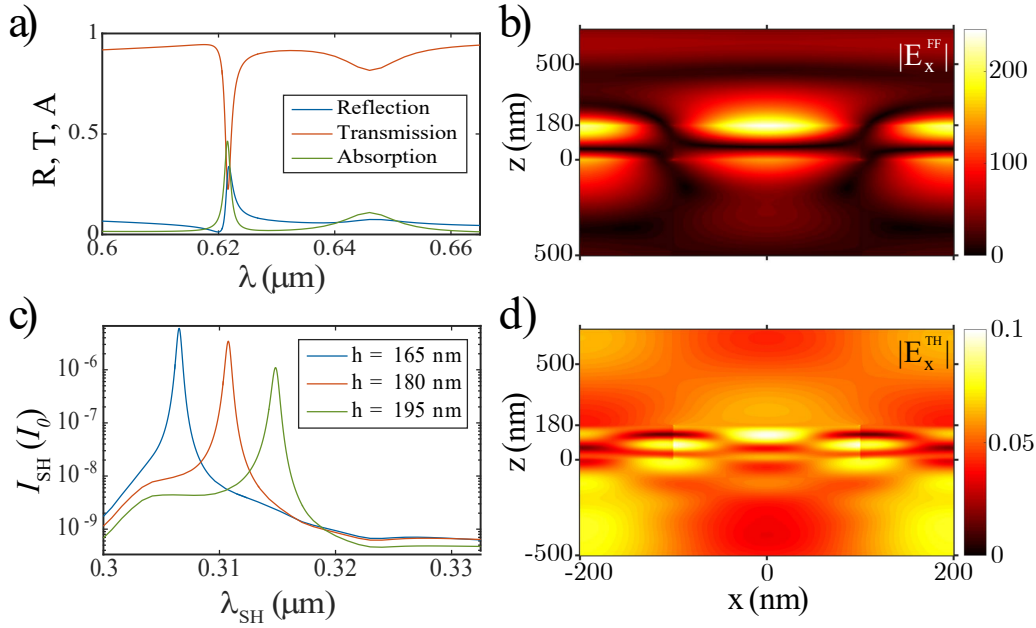 a)
1
0.5
0
R, T, A
Reflection
Transmission
Absorption
0.6
0.62
0.64
0.66
λ (μm)
b)
|E_x^FF|
500
180
0
500
z (nm)
200
100
0
c)
10^-6
10^-7
10^-8
10^-9
I_SH (I_0)
h = 165 nm
h = 180 nm
h = 195 nm
0.3
0.31
0.32
0.33
λ_SH (μm)
d)
|E_x^TH|
500
180
0
-500
z (nm)
-200
0
200
x (nm)
0.1
0.05
0